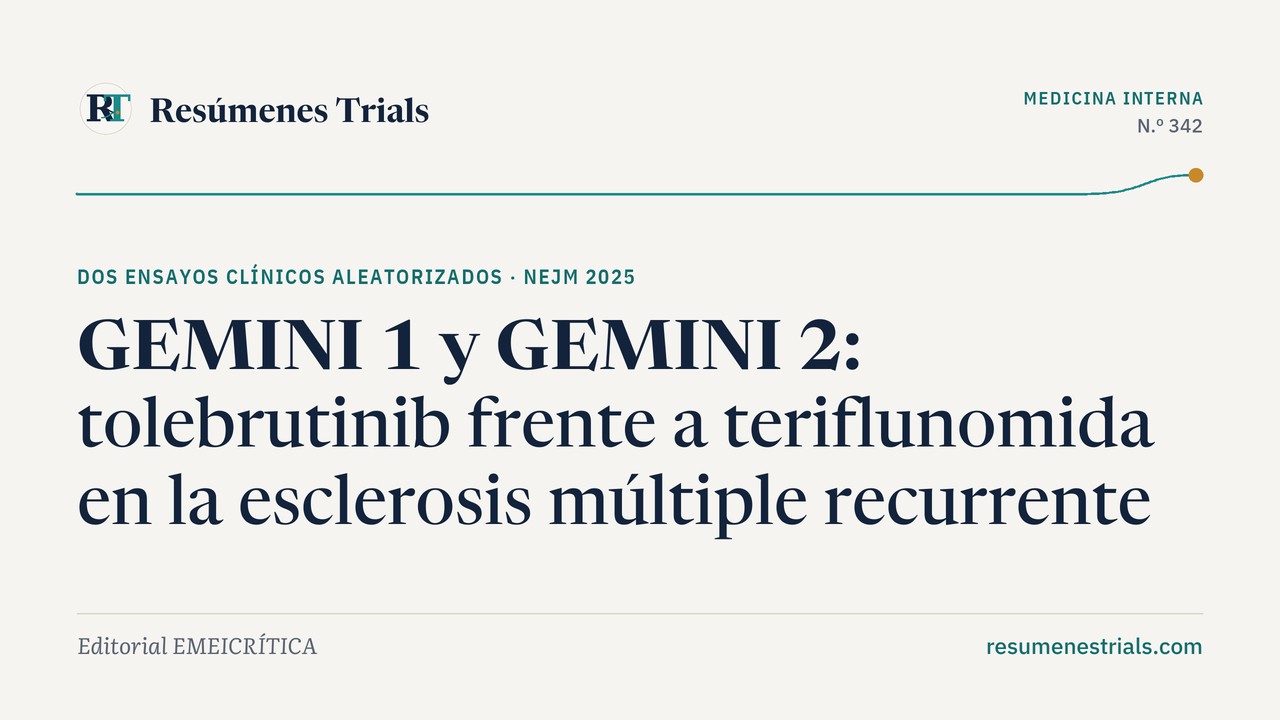 RT Resúmenes Trials
MEDICINA INTERNA
N.º 342
DOS ENSAYOS CLÍNICOS ALEATORIZADOS · NEJM 2025
GEMINI 1 y GEMINI 2:
tolebrutinib frente a teriflunomida
en la esclerosis múltiple recurrente
Editorial EMEICRÍTICA
resumenestrials.com